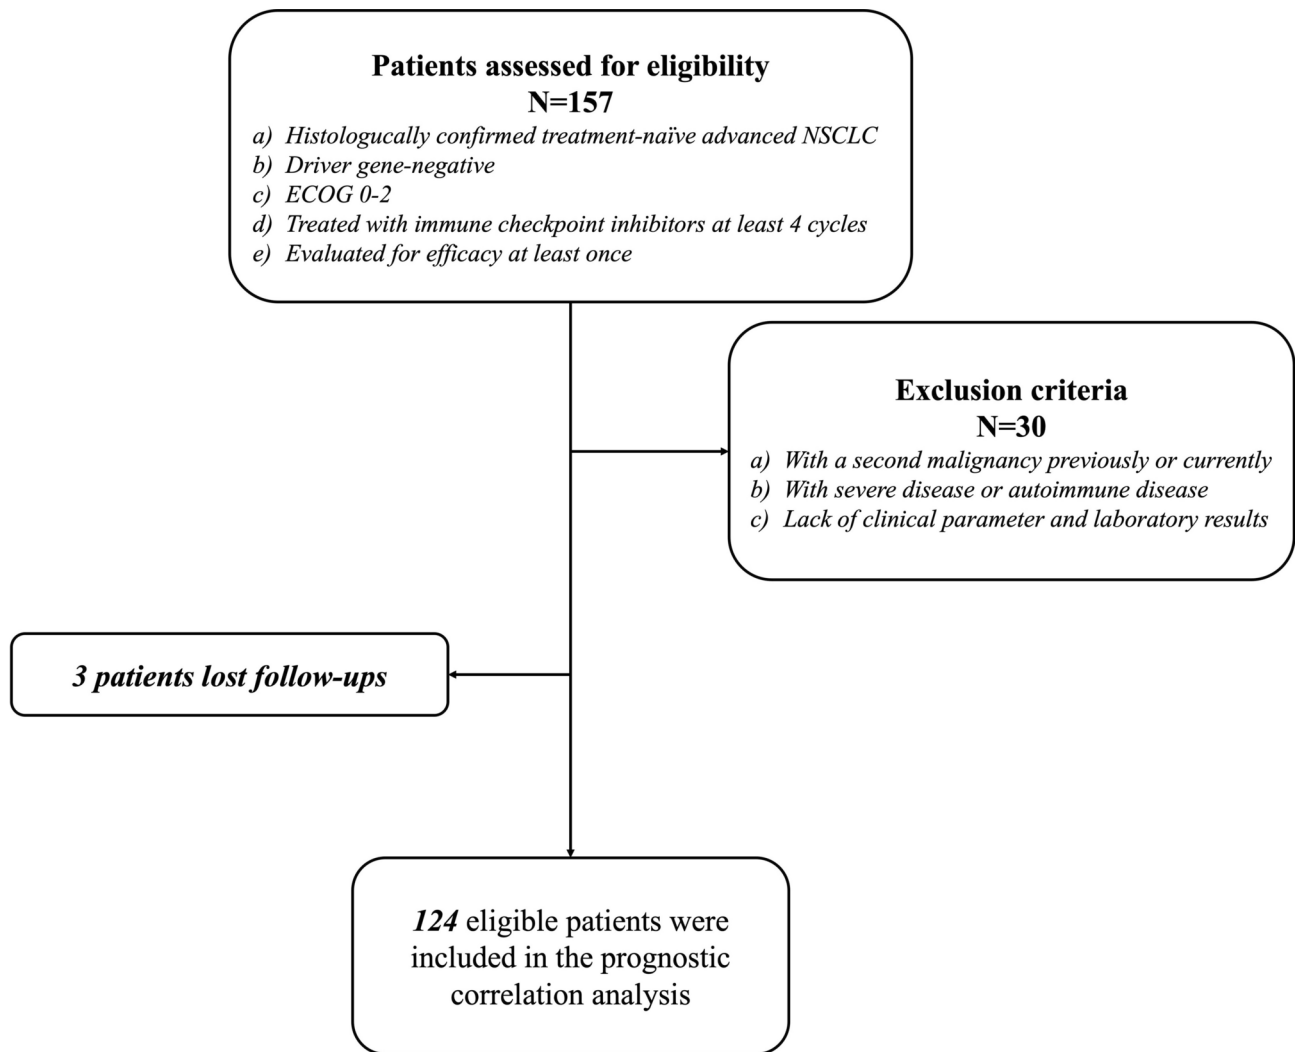 Patients assessed for eligibility
N=157
a) Histologucally confirmed treatment-naïve advanced NSCLC
b) Driver gene-negative
c) ECOG 0-2
d) Treated with immune checkpoint inhibitors at least 4 cycles
e) Evaluated for efficacy at least once
Exclusion criteria
N=30
a) With a second malignancy previously or currently
b) With severe disease or autoimmune disease
c) Lack of clinical parameter and laboratory results
3 patients lost follow-ups
124 eligible patients were
included in the prognostic
correlation analysis